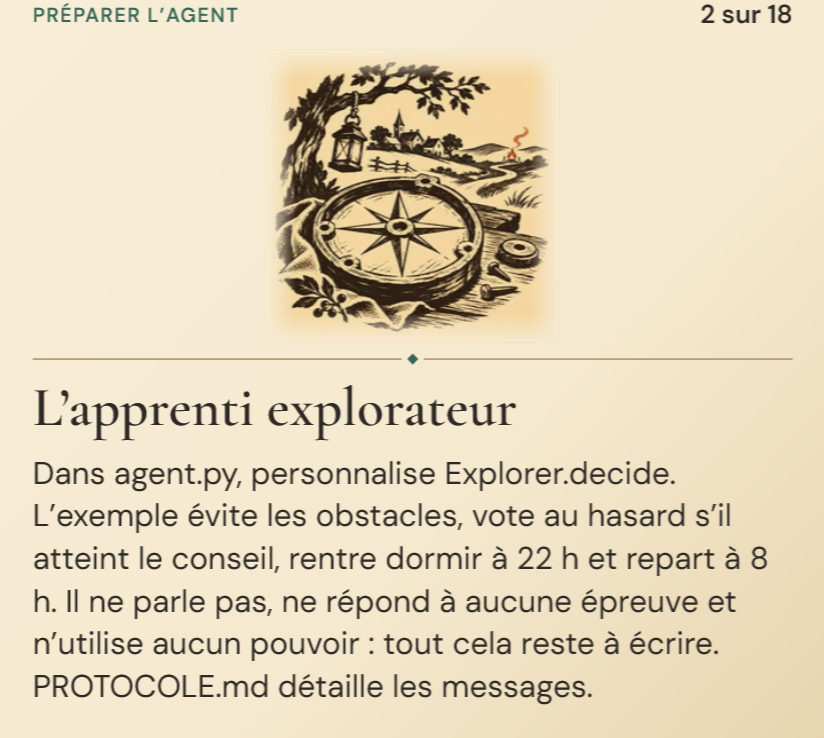 PRÉPARER L’AGENT
2 sur 18
L’apprenti explorateur
Dans agent.py, personnalise Explorer.decide.
L’exemple évite les obstacles, vote au hasard s’il
atteint le conseil, rentre dormir à 22 h et repart à 8
h. Il ne parle pas, ne répond à aucune épreuve et
n’utilise aucun pouvoir : tout cela reste à écrire.
PROTOCOLE.md détaille les messages.